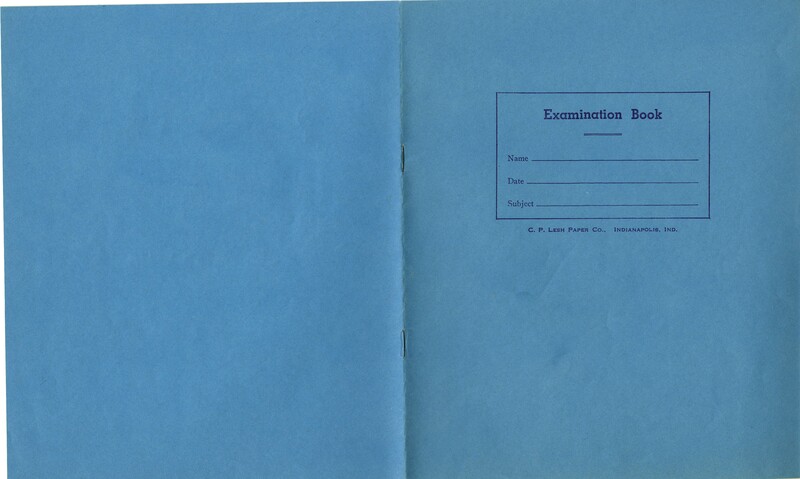 Examination Book
Name
Date
Subject
C. P. Lesh Paper Co., Indianapolis, Ind.